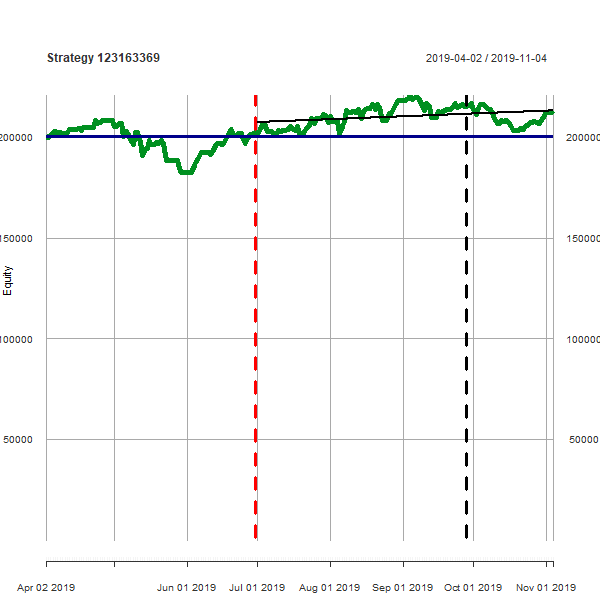 Strategy 123163369
2019-04-02 / 2019-11-04
200000
200000
150000
150000
Equity
100000
100000
50000
50000
Apr 02 2019
Jun 01 2019
Jul 01 2019
Aug 01 2019
Sep 01 2019
Oct 01 2019
Nov 01 2019